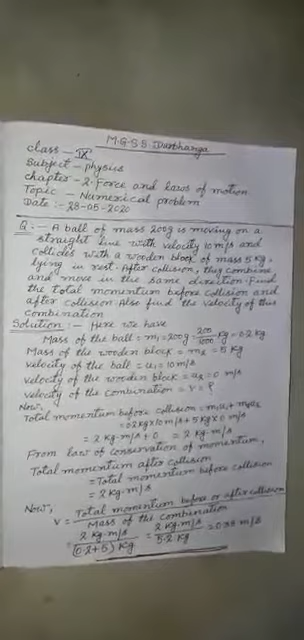 M.G.S.S. Darbhanga
class - IX
Subject - Physics
chapter - 2. Force and laws of motion
Topic - Numerical problem
Date :- 28-05-2020
Q. :- A ball of mass 200g is moving on a
straight line with velocity 10 m/s and
collides with a wooden block of mass 5 kg
lying in rest. After collision, they combine
and move in the same direction. Find
the total momentum before collision and
after collision. Also find the velocity of this
combination
Solution :- Here we have
Mass of the ball = m₁ = 200g = 200/1000 kg = 0.2 kg
Mass of the wooden block = m₂ = 5 kg
velocity of the ball = u₁ = 10 m/s
velocity of the wooden block = u₂ = 0 m/s
velocity of the combination = v = ?
Now,
Total momentum before collision = m₁u₁ + m₂u₂
= 0.2 kg x 10 m/s + 5 kg x 0 m/s
= 2 kg.m/s + 0 = 2 kg.m/s
From law of conservation of momentum,
Total momentum after collision
= Total momentum before collision
= 2 kg.m/s
Now,
v = Total momentum before or after collision / Mass of the combination
= 2 kg.m/s / (0.2+5) kg = 2 kg.m/s / 5.2 kg = 0.38 m/s